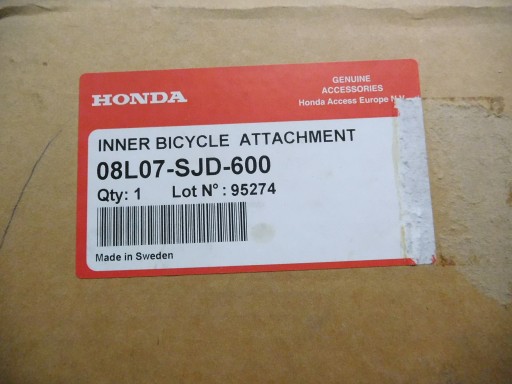 HONDA
GENUINE
ACCESSORIES
Honda Access Europe N.V.
INNER BICYCLE ATTACHMENT
08L07-SJD-600
Qty: 1 Lot N° : 95274
Made in Sweden